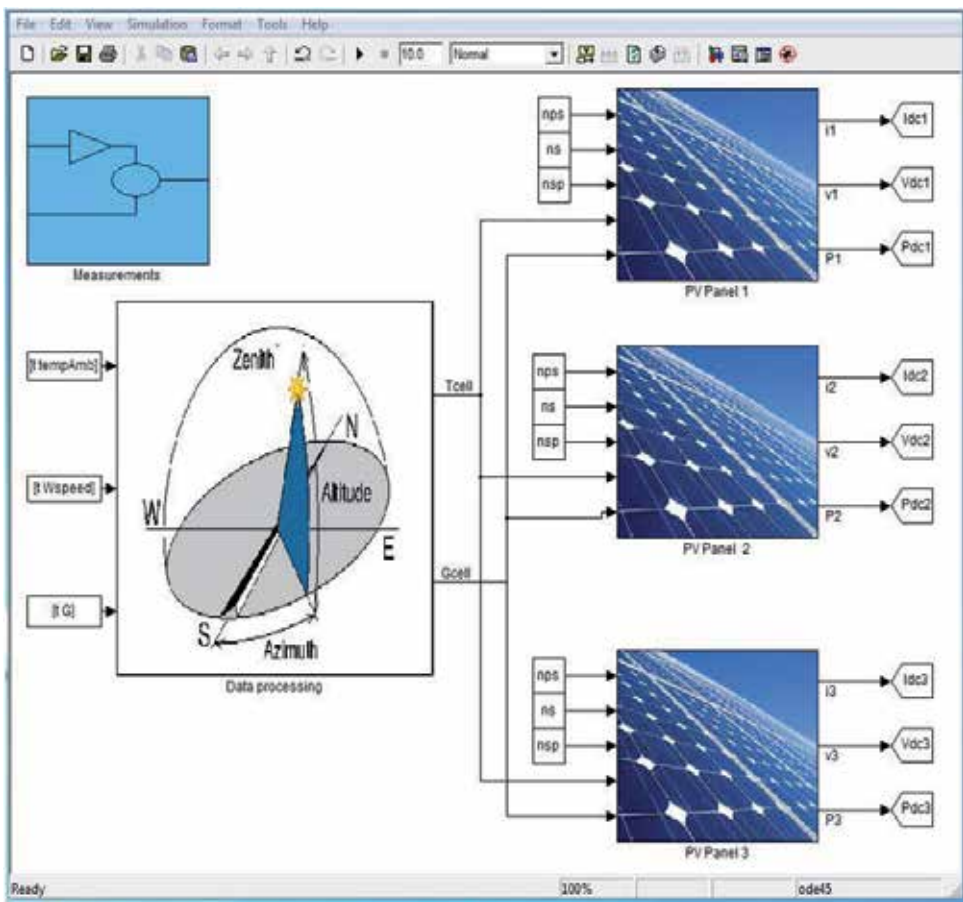 File Edit View Simulation Format Tools Help
10.0 Normal
Measurements
[t tempAmb]
[t Wspeed]
[t G]
Zenith
N
Altitude
W
E
S
Azimuth
Data processing
Tcell
Gcell
nps
ns
nsp
i1
v1
P1
Idc1
Vdc1
Pdc1
PV Panel 1
nps
ns
nsp
i2
v2
P2
Idc2
Vdc2
Pdc2
PV Panel 2
nps
ns
nsp
i3
v3
P3
Idc3
Vdc3
Pdc3
PV Panel 3
Ready 100% ode45